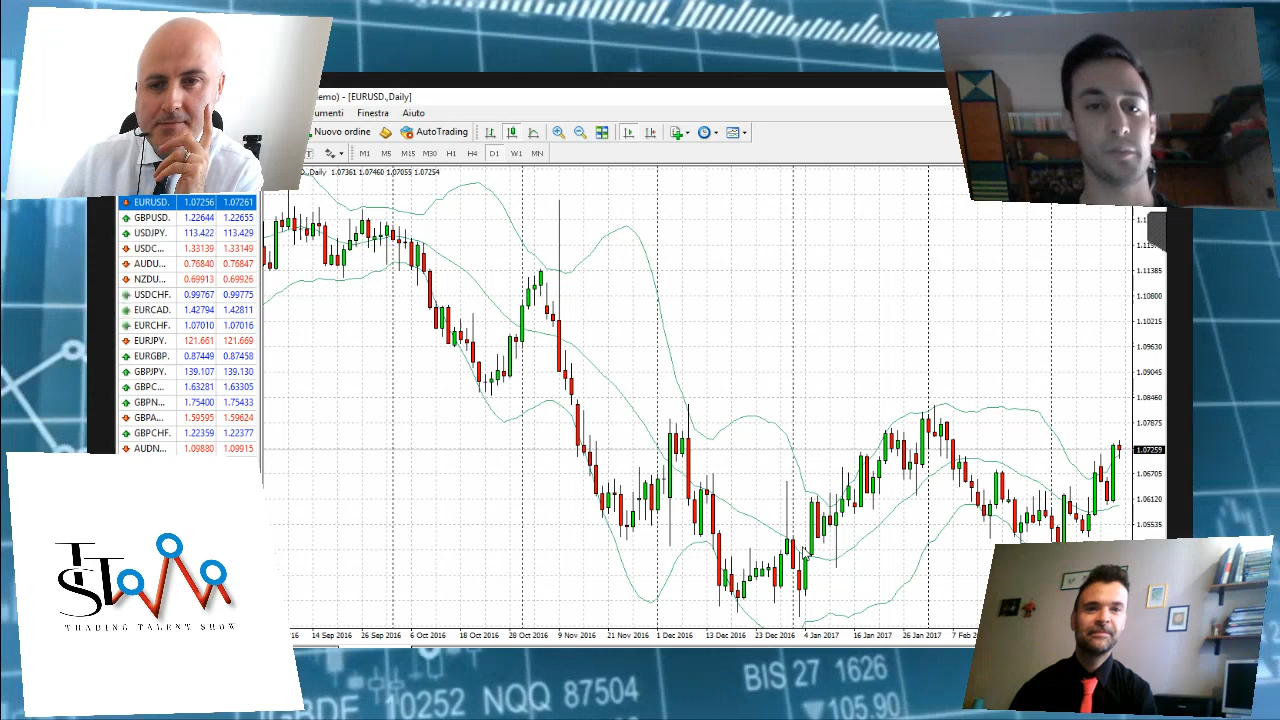 emo) - [EURUSD.,Daily]
umenti Finestra Aiuto
Nuovo ordine AutoTrading
M1 M5 M15 M30 H1 H4 D1 W1 MN
Daily 1.07361 1.07460 1.07055 1.07254
EURUSD. 1.07256 1.07261
GBPUSD. 1.22644 1.22655
USDJPY. 113.422 113.429
USDC... 1.33139 1.33149
AUDU... 0.76840 0.76847
NZDU... 0.69913 0.69926
USDCHF. 0.99767 0.99775
EURCAD. 1.42794 1.42811
EURCHF. 1.07010 1.07016
EURJPY. 121.661 121.669
EURGBP. 0.87449 0.87458
GBPJPY. 139.107 139.130
GBPC... 1.63281 1.63305
GBPN... 1.75400 1.75433
GBPA... 1.59595 1.59624
GBPCHF. 1.22359 1.22377
AUDN... 1.09880 1.09915
1.11385
1.10800
1.10215
1.09630
1.09045
1.08460
1.07875
1.07259
1.06705
1.06120
1.05535
16 14 Sep 2016 26 Sep 2016 6 Oct 2016 18 Oct 2016 28 Oct 2016 9 Nov 2016 21 Nov 2016 1 Dec 2016 13 Dec 2016 23 Dec 2016 4 Jan 2017 16 Jan 2017 26 Jan 2017 7 Feb
TTS
TRADING TALENT SHOW
10252 NQQ 87504
BIS 27 1626
105.90